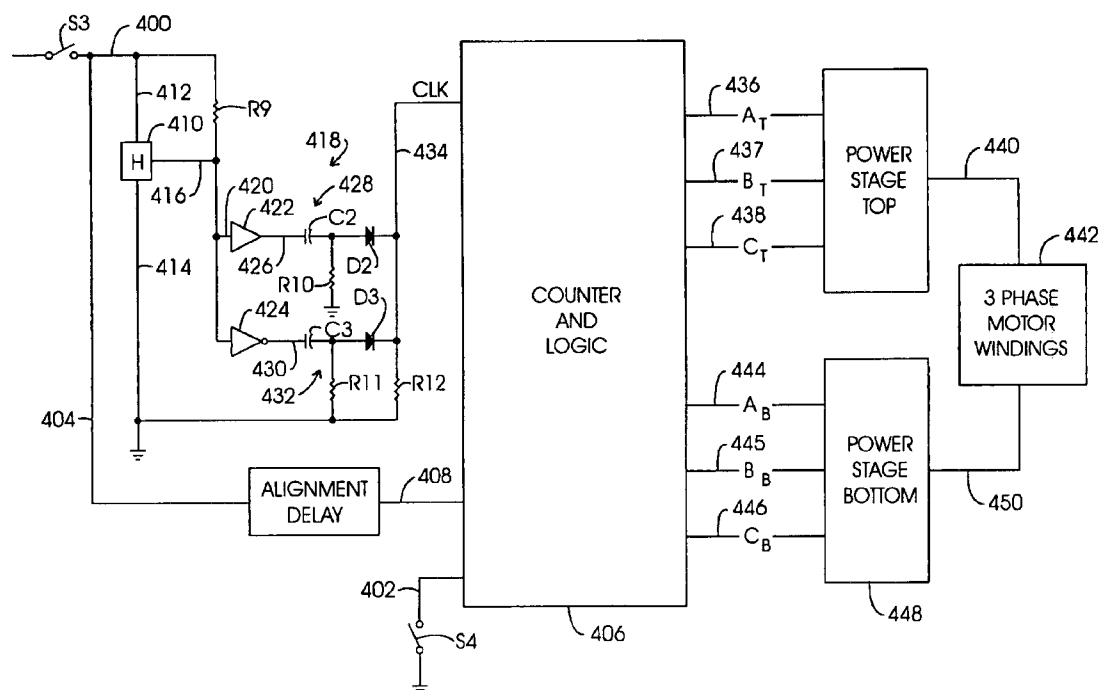 S3
400
412
410
H
R9
416
418
420
422
428
C2
426
D2
R10
D3
414
424
C3
430
432
R11
R12
404
CLK
434
ALIGNMENT
DELAY
408
402
S4
COUNTER
AND
LOGIC
406
436
A_T
437
B_T
438
C_T
POWER
STAGE
TOP
440
442
3 PHASE
MOTOR
WINDINGS
444
A_B
445
B_B
446
C_B
POWER
STAGE
BOTTOM
450
448